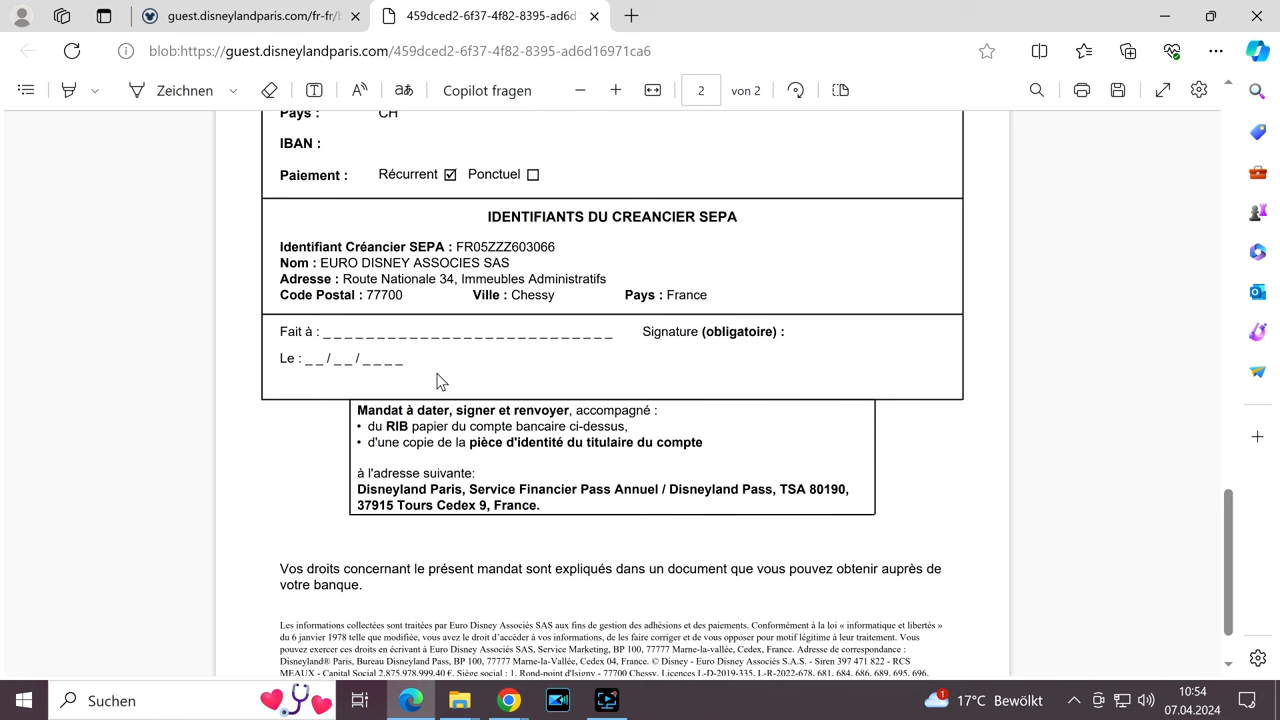 guest.disneylandparis.com/fr-fr/b
459dced2-6f37-4f82-8395-ad6d1
blob:https://guest.disneylandparis.com/459dced2-6f37-4f82-8395-ad6d16971ca6
Zeichnen
aあ
Copilot fragen
2 von 2
Pays : CH
IBAN :
Paiement : Récurrent Ponctuel
IDENTIFIANTS DU CREANCIER SEPA
Identifiant Créancier SEPA : FR05ZZZ603066
Nom : EURO DISNEY ASSOCIES SAS
Adresse : Route Nationale 34, Immeubles Administratifs
Code Postal : 77700 Ville : Chessy Pays : France
Fait à : _ _ _ _ _ _ _ _ _ _ _ _ _ _ _ _ _ _ _ _ _ _ _ _ _ _ _ Signature (obligatoire) :
Le : _ _ / _ _ / _ _ _ _
Mandat à dater, signer et renvoyer, accompagné :
• du RIB papier du compte bancaire ci-dessus,
• d'une copie de la pièce d'identité du titulaire du compte
à l'adresse suivante:
Disneyland Paris, Service Financier Pass Annuel / Disneyland Pass, TSA 80190,
37915 Tours Cedex 9, France.
Vos droits concernant le présent mandat sont expliqués dans un document que vous pouvez obtenir auprès de
votre banque.
Les informations collectées sont traitées par Euro Disney Associés SAS aux fins de gestion des adhésions et des paiements. Conformément à la loi « informatique et libertés »
du 6 janvier 1978 telle que modifiée, vous avez le droit d'accéder à vos informations, de les faire corriger et de vous opposer pour motif légitime à leur traitement. Vous
pouvez exercer ces droits en écrivant à Euro Disney Associés SAS, Service Marketing, BP 100, 77777 Marne-la-vallée, Cedex, France. Adresse de correspondance :
Disneyland® Paris, Bureau Disneyland Pass, BP 100, 77777 Marne-la-Vallée, Cedex 04, France. © Disney - Euro Disney Associés S.A.S. - Siren 397 471 822 - RCS
MEAUX - Capital Social 2.875.978.999,40 €. Siège social : 1, Rond-point d'Isigny - 77700 Chessy. Licences L-D-2019-335, L-R-2022-678, 681, 684, 686, 689, 695, 696,
Suchen
1
17°C Bewölkt
10:54
07.04.2024